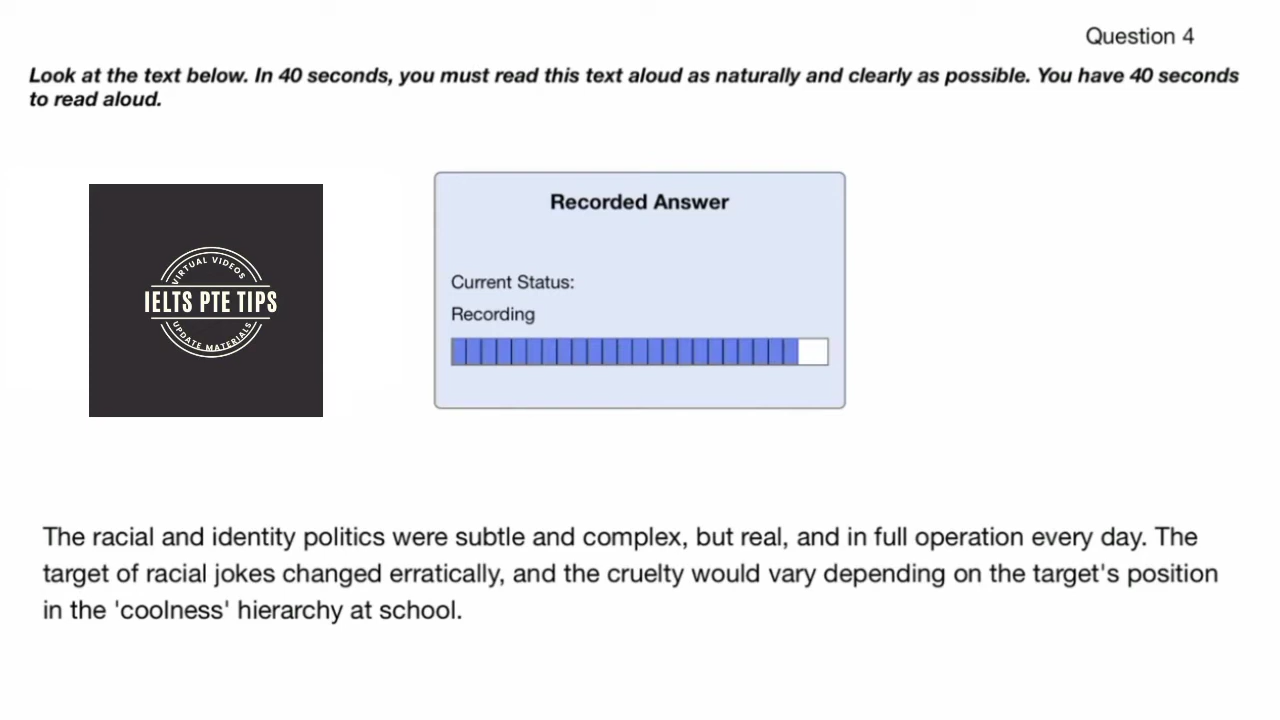 Question 4
Look at the text below. In 40 seconds, you must read this text aloud as naturally and clearly as possible. You have 40 seconds
to read aloud.
Recorded Answer
VIRTUAL VIDEOS
IELTS PTE TIPS
UPDATE MATERIALS
Current Status:
Recording
The racial and identity politics were subtle and complex, but real, and in full operation every day. The
target of racial jokes changed erratically, and the cruelty would vary depending on the target's position
in the 'coolness' hierarchy at school.